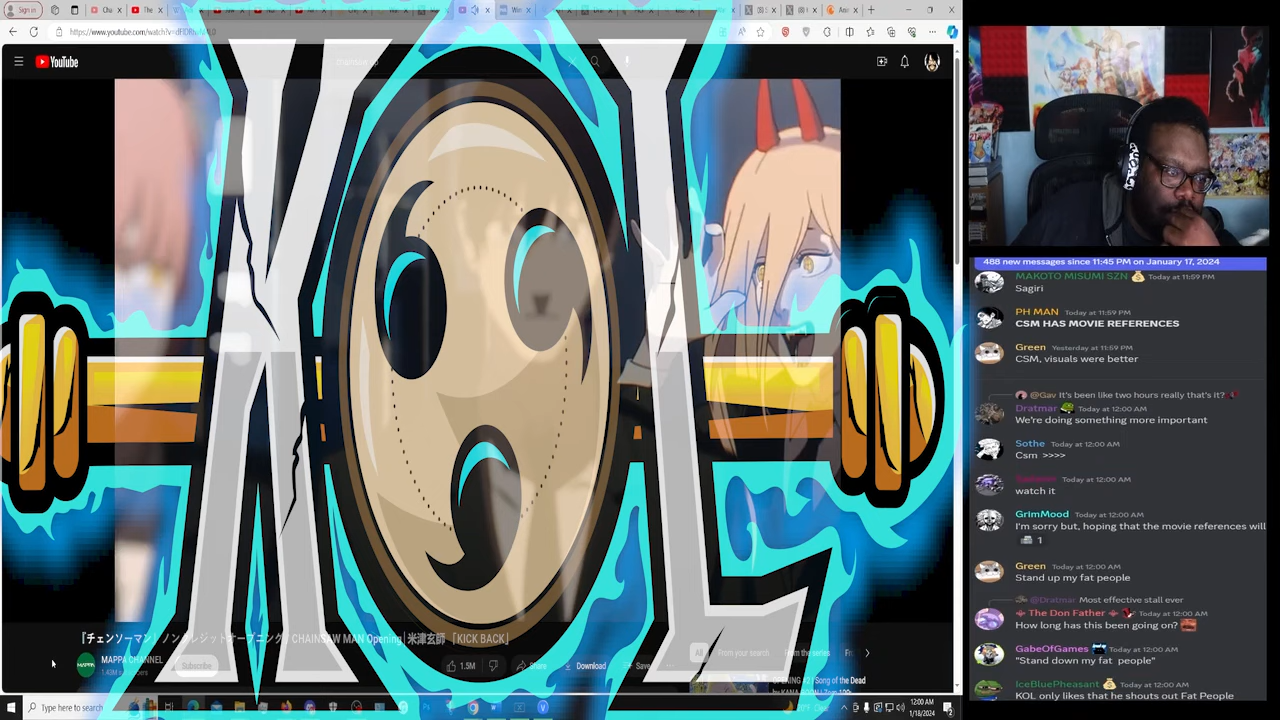 Sign in
https://www.youtube.com/watch?v=dFlDRhvM4L0
YouTube
chainsaw op
『チェンソーマン』ノンクレジットオープニング / CHAINSAW MAN Opening│米津玄師 「KICK BACK」
MAPPA
MAPPA CHANNEL
Subscribe
1.5M
Share
Download
Save
All
From your search
From the series
OPENING #2 | Song of the Dead
by KANA-BOON
Type here to search
20°F
12:00 AM
1/18/2024
KOL
488 new messages since 11:45 PM on January 17, 2024
MAKOTO MISUMI SZN Today at 11:59 PM
Sagiri
PH MAN Today at 11:59 PM
CSM HAS MOVIE REFERENCES
Green Yesterday at 11:59 PM
CSM, visuals were better
@Gav It's been like two hours really that's it?
Dratmar Today at 12:00 AM
We're doing something more important
Sothe Today at 12:00 AM
Csm >>>>
Today at 12:00 AM
watch it
GrimMood Today at 12:00 AM
I'm sorry but, hoping that the movie references will
1
Green Today at 12:00 AM
Stand up my fat people
@Dratmar Most effective stall ever
The Don Father Today at 12:00 AM
How long has this been going on?
GabeOfGames Today at 12:00 AM
"Stand down my fat people"
IceBluePheasant Today at 12:00 AM
KOL only likes that he shouts out Fat People